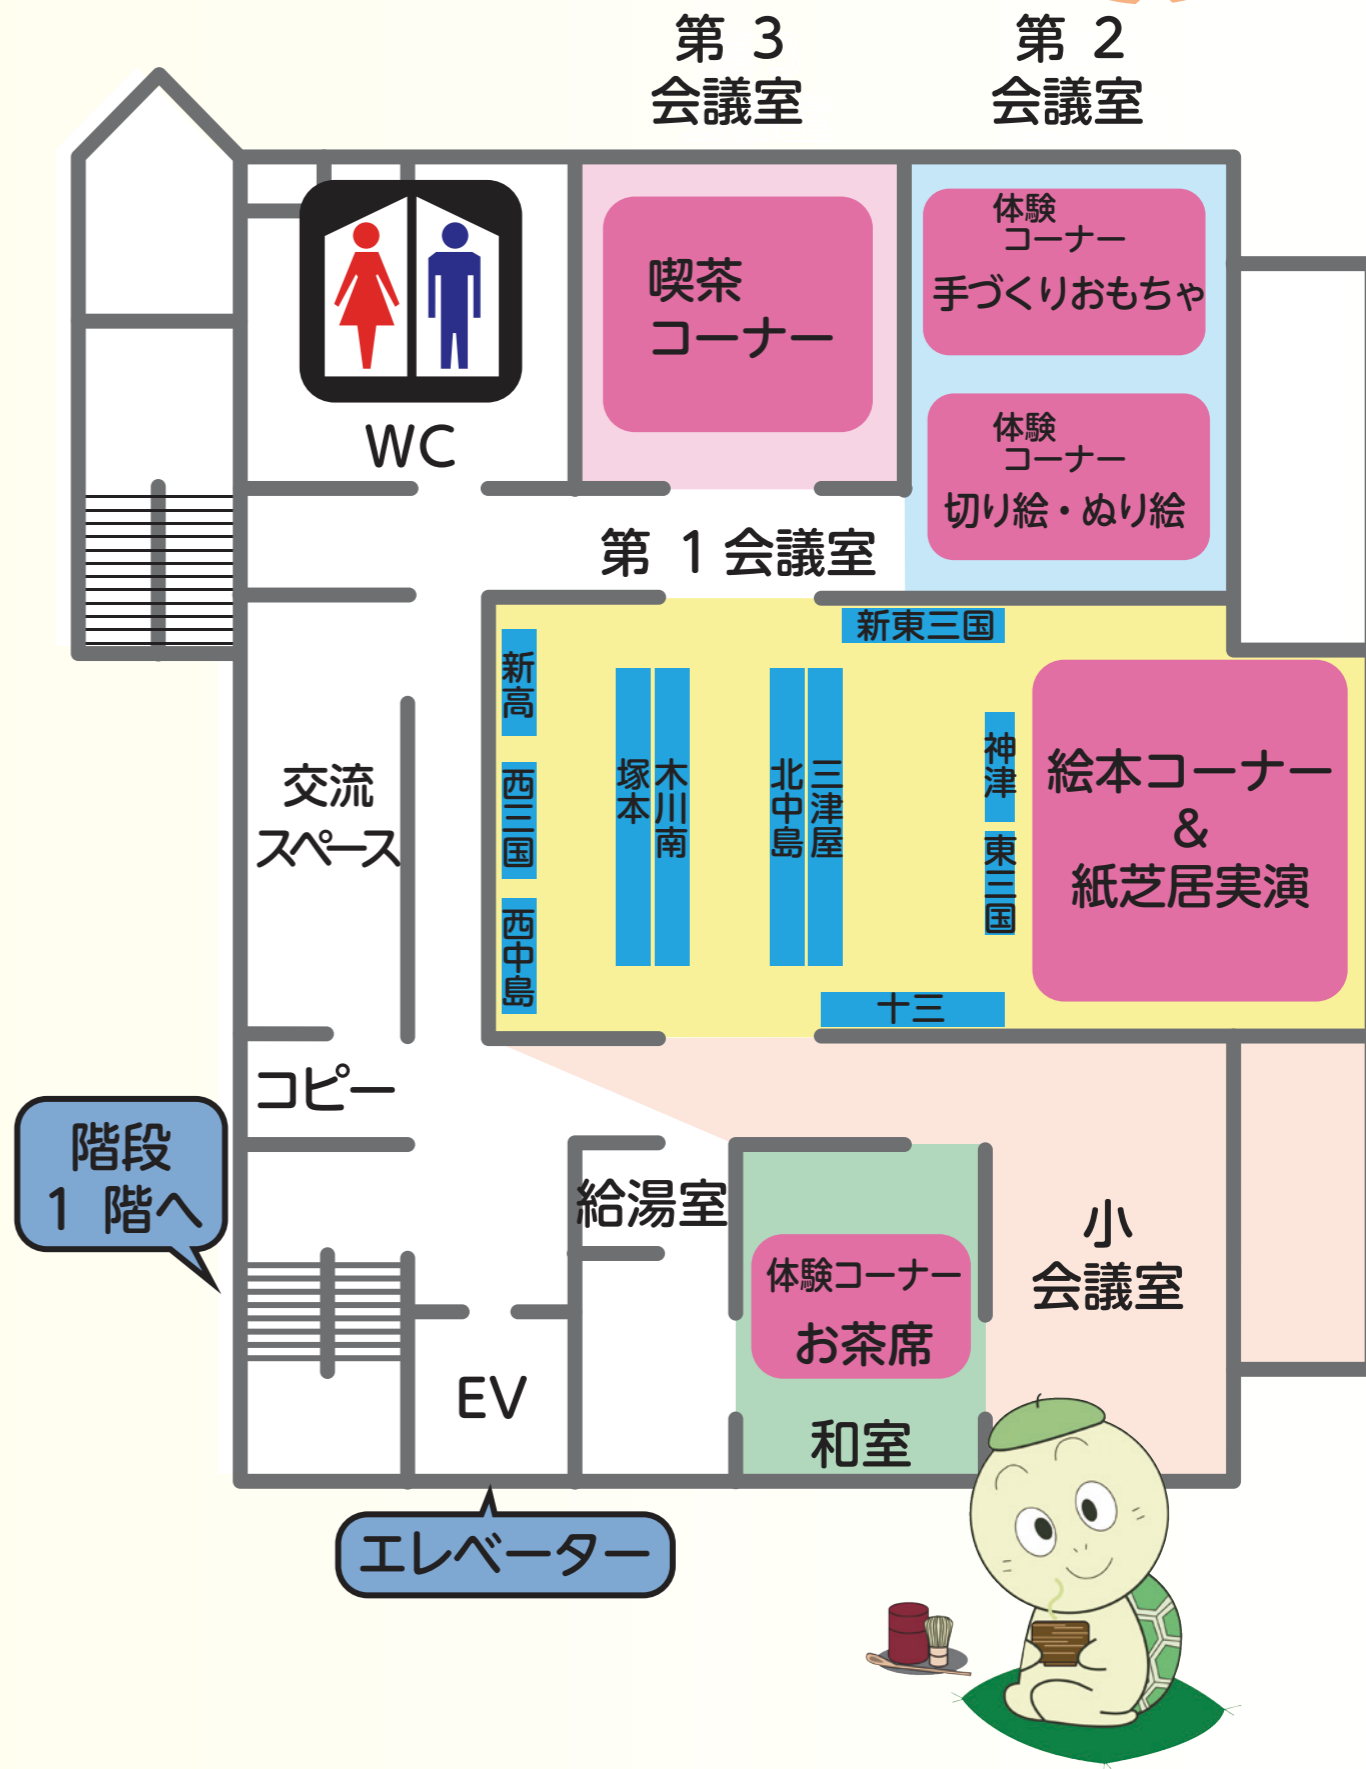 第 3
会議室
第 2
会議室
体験
コーナー
手づくりおもちゃ
喫茶
コーナー
体験
コーナー
切り絵・ぬり絵
WC
第 1 会議室
新東三国
新高
西三国
西中島
塚本
木川南
北中島
三津屋
神津
東三国
十三
絵本コーナー
&
紙芝居実演
交流
スペース
コピー
階段
1 階へ
給湯室
小
会議室
体験コーナー
お茶席
和室
EV
エレベーター